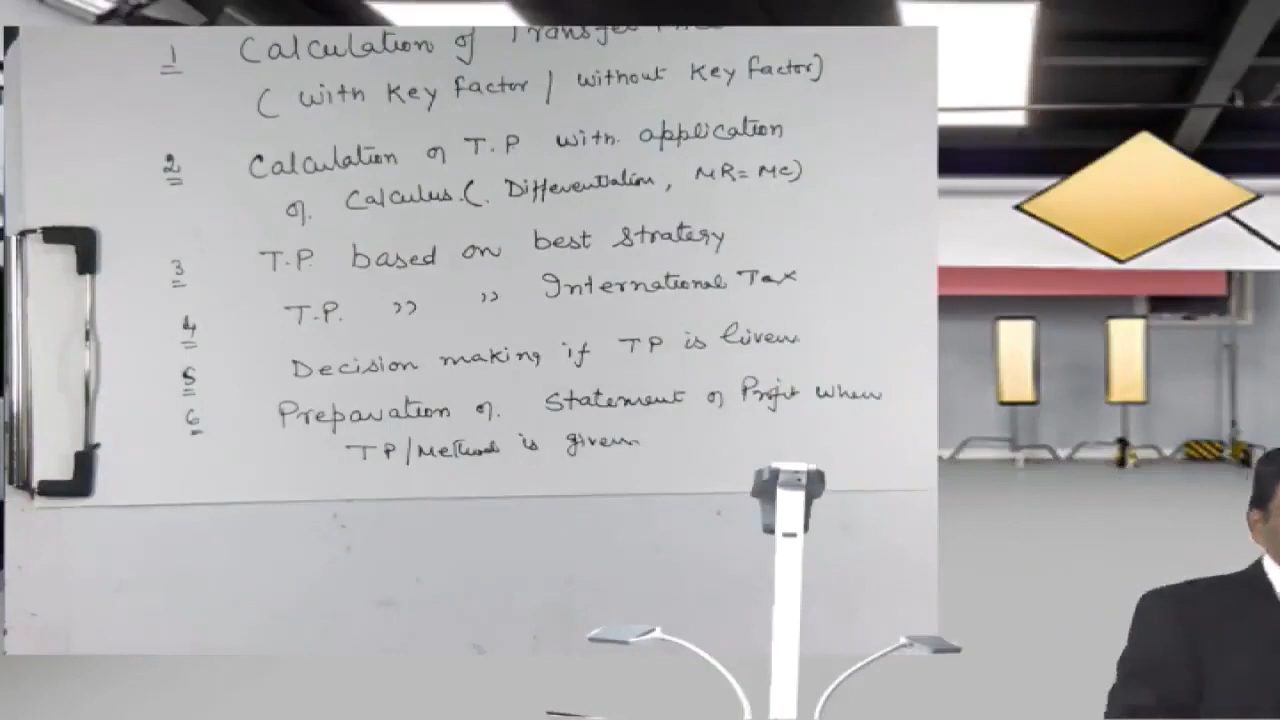 1 Calculation of Transfer
( with Key factor / without Key factor)
2 Calculation of T.P with application
of Calculus. ( Differentiation, MR = MC)
3 T.P. based on best Stratery
4 T.P. ,, ,, International Tax
5 Decision making if TP is Given
6 Preparation of Statement of Profit when
TP/Method is given